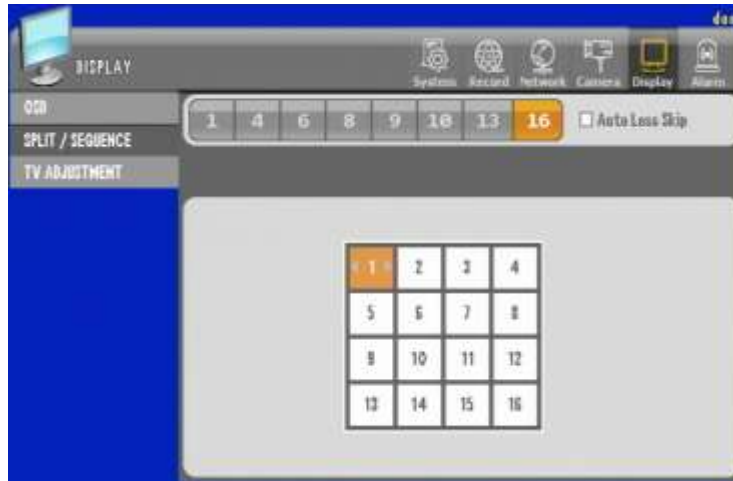 DISPLAY
System Record Network Camera Display Alarm
OSD
1 4 6 8 9 10 13 16
Auto Loss Skip
SPLIT / SEQUENCE
TV ADJUSTMENT
1 2 3 4
5 6 7 8
9 10 11 12
13 14 15 16